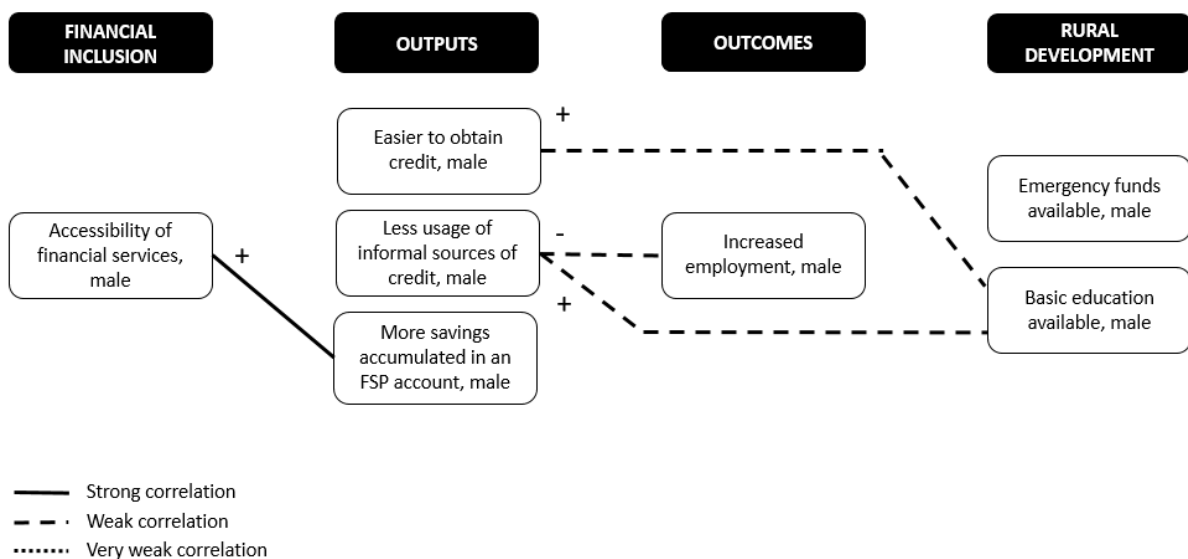 FINANCIAL
INCLUSION
OUTPUTS
OUTCOMES
RURAL
DEVELOPMENT
+
Easier to obtain
credit, male
Emergency funds
available, male
Accessibility of
financial services,
male
+
Less usage of
informal sources of
credit, male
-
+
Increased
employment, male
Basic education
available, male
More savings
accumulated in an
FSP account, male
Strong correlation
Weak correlation
Very weak correlation